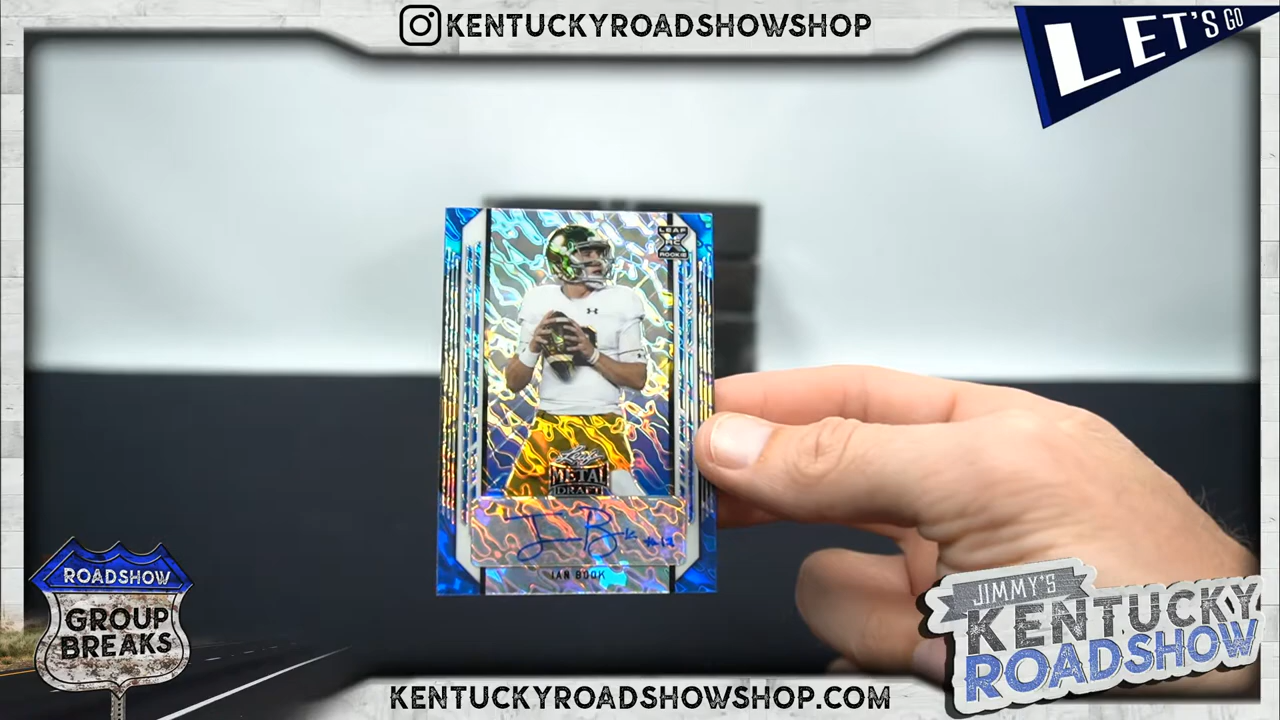 KENTUCKYROADSHOWSHOP
LET'S GO
LEAF
X
ROOKIE
Leaf
METAL
DRAFT
IAN BOOK
ROADSHOW
GROUP
BREAKS
JIMMY'S
KENTUCKY
ROADSHOW
KENTUCKYROADSHOWSHOP.COM